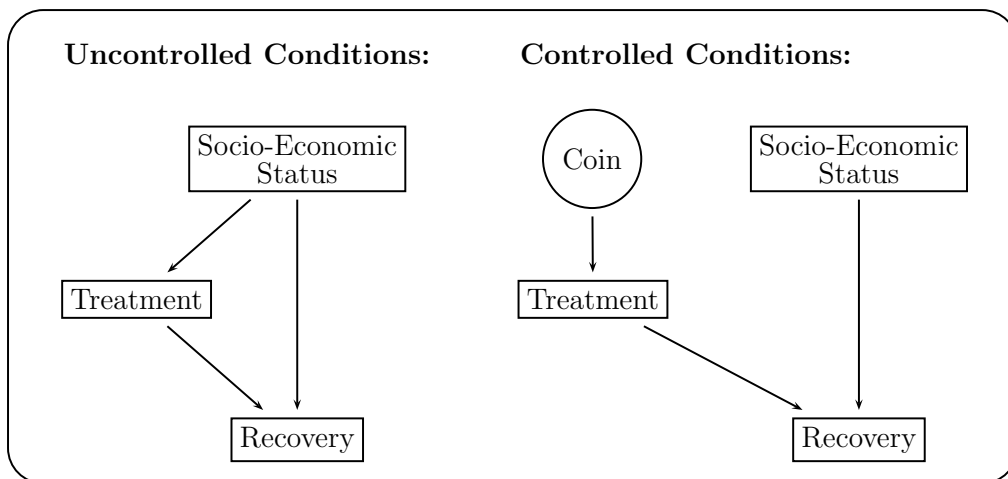 Uncontrolled Conditions:
Socio-Economic
Status
Treatment
Recovery
Controlled Conditions:
Coin
Socio-Economic
Status
Treatment
Recovery